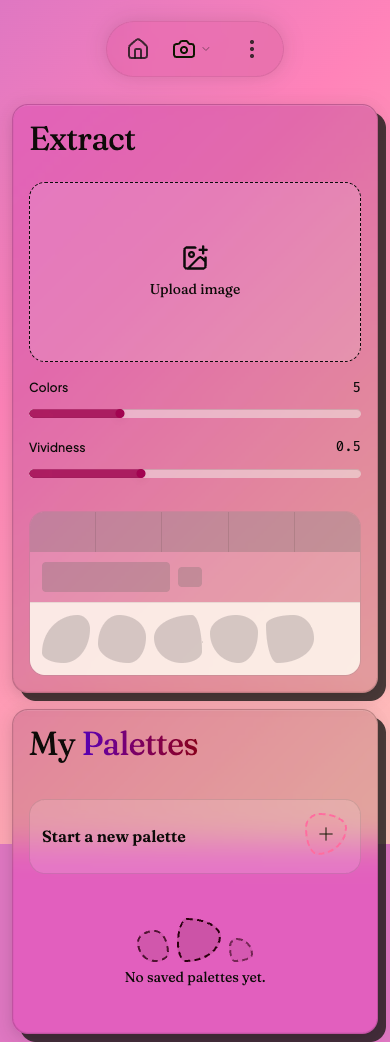 Extract
Upload image
Colors 5
Vividness 0.5
My Palettes
Start a new palette
No saved palettes yet.